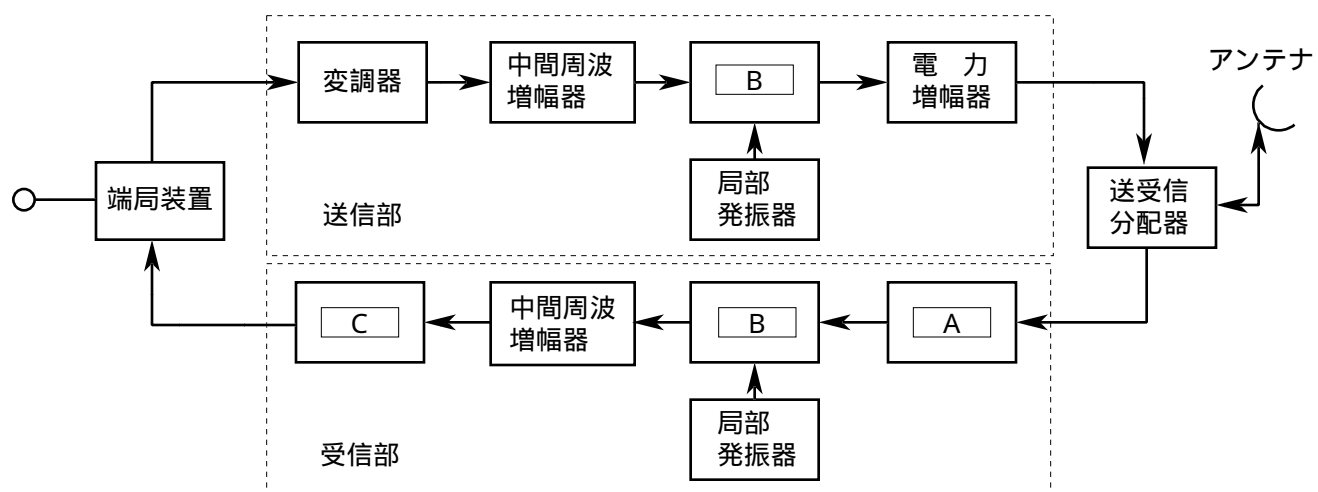 アンテナ
変調器
中間周波
増幅器
B
電　力
増幅器
局部
発振器
端局装置
送信部
送受信
分配器
C
中間周波
増幅器
B
A
局部
発振器
受信部